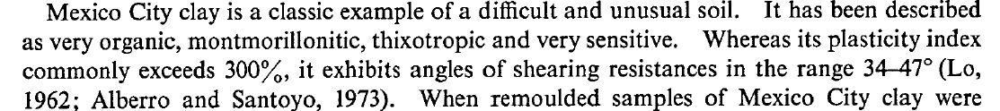 Mexico City clay is a classic example of a difficult and unusual soil. It has been described
as very organic, montmorillonitic, thixotropic and very sensitive. Whereas its plasticity index
commonly exceeds 300%, it exhibits angles of shearing resistances in the range 34–47° (Lo,
1962; Alberro and Santoyo, 1973). When remoulded samples of Mexico City clay were